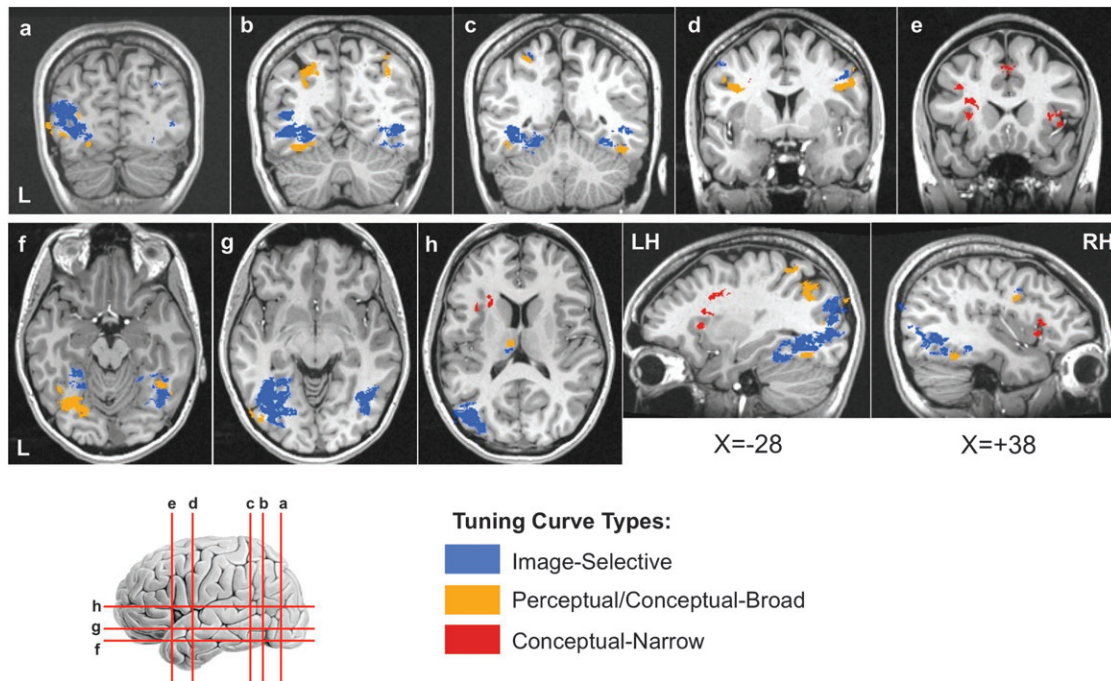 a b c d e
L
f g h LH RH
L
X=-28 X=+38
e d c b a
h
g
f
Tuning Curve Types:
Image-Selective
Perceptual/Conceptual-Broad
Conceptual-Narrow